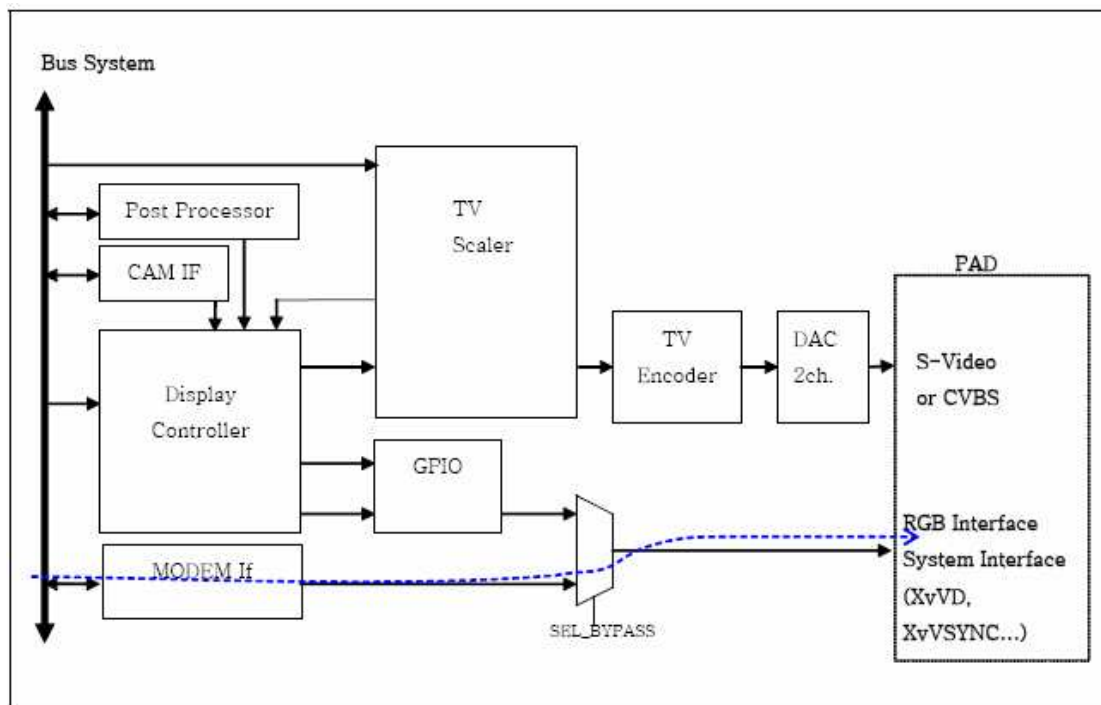 Bus System
Post Processor
CAM IF
TV
Scaler
PAD
TV
Encoder
DAC
2ch.
S-Video
or CVBS
Display
Controller
GPIO
RGB Interface
System Interface
(XvVD,
XvVSYNC...)
MODEM If
SEL_BYPASS